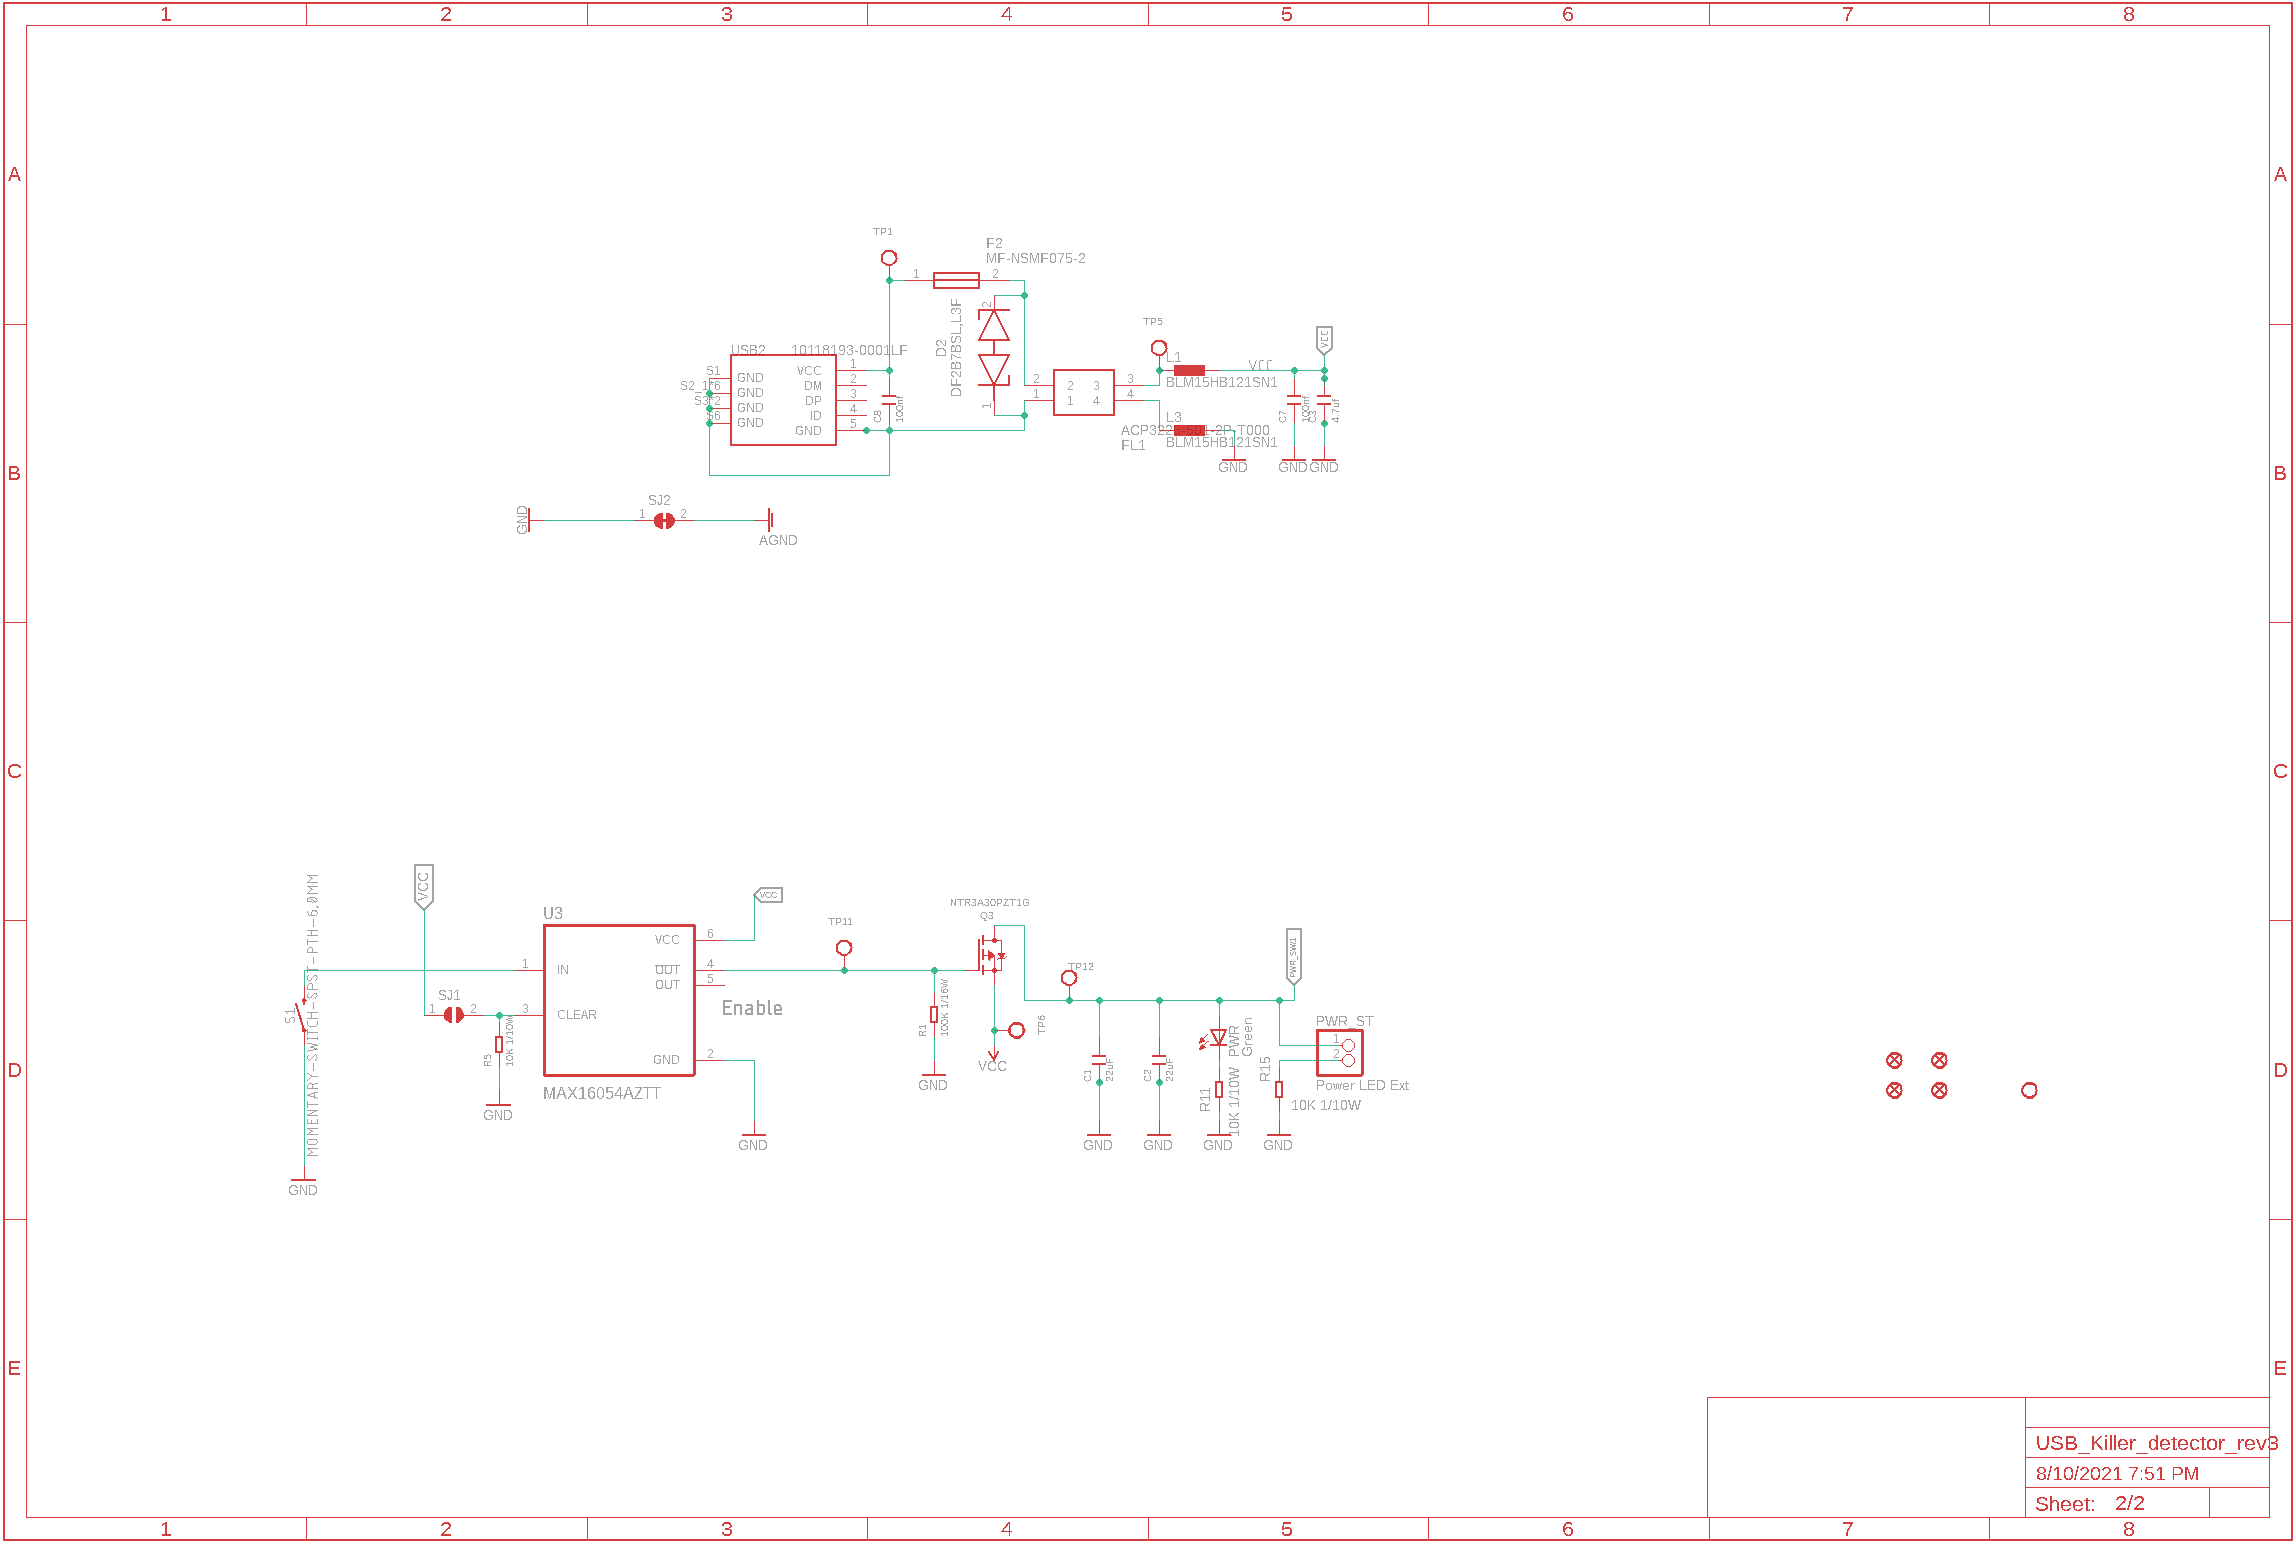 1 2 3 4 5 6 7 8
A A
B B
C C
D D
E E
TP1
F2
MF-NSMF075-2
1 2
D2
DF2B7BSL,L3F
2
1
USB2 10118193-0001LF
S1 GND VCC 1
GND DM 2
GND DP 3
GND ID 4
GND 5
C8
100nf
TP5
L1
VCC
BLM15HB121SN1
2 2 3 3
1 1 4 4
L3
ACP3225-501-2P-T000
BLM15HB121SN1
FL1
VCC
C7
100nf
C3
4.7uf
GND GND GND
GND
SJ2
1 2
AGND
S1
MOMENTARY-SWITCH-SPST-PTH-6.0MM
GND
VCC
SJ1
1 2
R5
10K 1/10W
GND
U3
VCC 6
1 IN
OUT 4
OUT 5
3 CLEAR
GND 2
MAX16054AZTT
VCC
Enable
GND
TP11
R1
100K 1/16W
GND
NTR3A30PZT1G
Q3
TP6
VCC
TP12
C1
22uF
GND
C2
22uF
GND
PWR
Green
R11
10K 1/10W
GND
PWR_SW1
PWR_ST
1
2
Power LED Ext
R15
10K 1/10W
GND
USB_Killer_detector_rev3
8/10/2021 7:51 PM
Sheet: 2/2
1 2 3 4 5 6 7 8